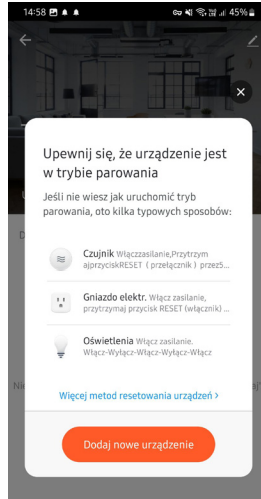 14:58
45%
Upewnij się, że urządzenie jest
w trybie parowania
Jeśli nie wiesz jak uruchomić tryb
parowania, oto kilka typowych sposobów:
Czujnik Włączzasilanie,Przytrzym
ajprzyciskRESET ( przełącznik ) przez5...
Gniazdo elektr. Włącz zasilanie,
przytrzymaj przycisk RESET (włącznik) ...
Oświetlenia Włącz zasilanie.
Włącz-Wyłącz-Włącz-Wyłącz-Włącz
Więcej metod resetowania urządzeń >
Dodaj nowe urządzenie